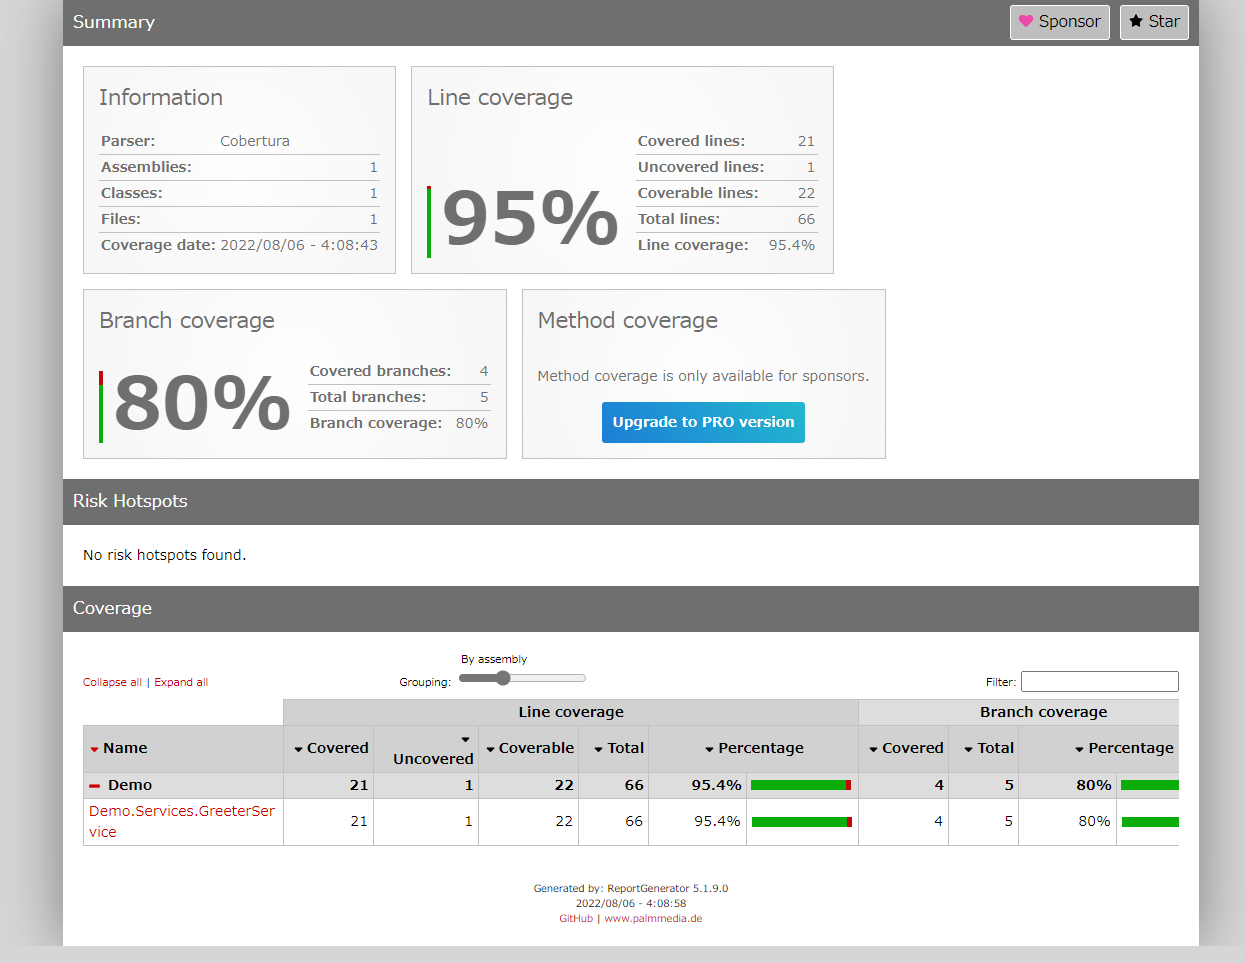 Summary
Sponsor
Star
Information
Parser: Cobertura
Assemblies: 1
Classes: 1
Files: 1
Coverage date: 2022/08/06 - 4:08:43
Line coverage
95%
Covered lines: 21
Uncovered lines: 1
Coverable lines: 22
Total lines: 66
Line coverage: 95.4%
Branch coverage
80%
Covered branches: 4
Total branches: 5
Branch coverage: 80%
Method coverage
Method coverage is only available for sponsors.
Upgrade to PRO version
Risk Hotspots
No risk hotspots found.
Coverage
Collapse all | Expand all
By assembly
Grouping:
Filter:
Line coverage Branch coverage
Name Covered Uncovered Coverable Total Percentage Covered Total Percentage
Demo 21 1 22 66 95.4% 4 5 80%
Demo.Services.GreeterSer
vice 21 1 22 66 95.4% 4 5 80%
Generated by: ReportGenerator 5.1.9.0
2022/08/06 - 4:08:58
GitHub | www.palmmedia.de